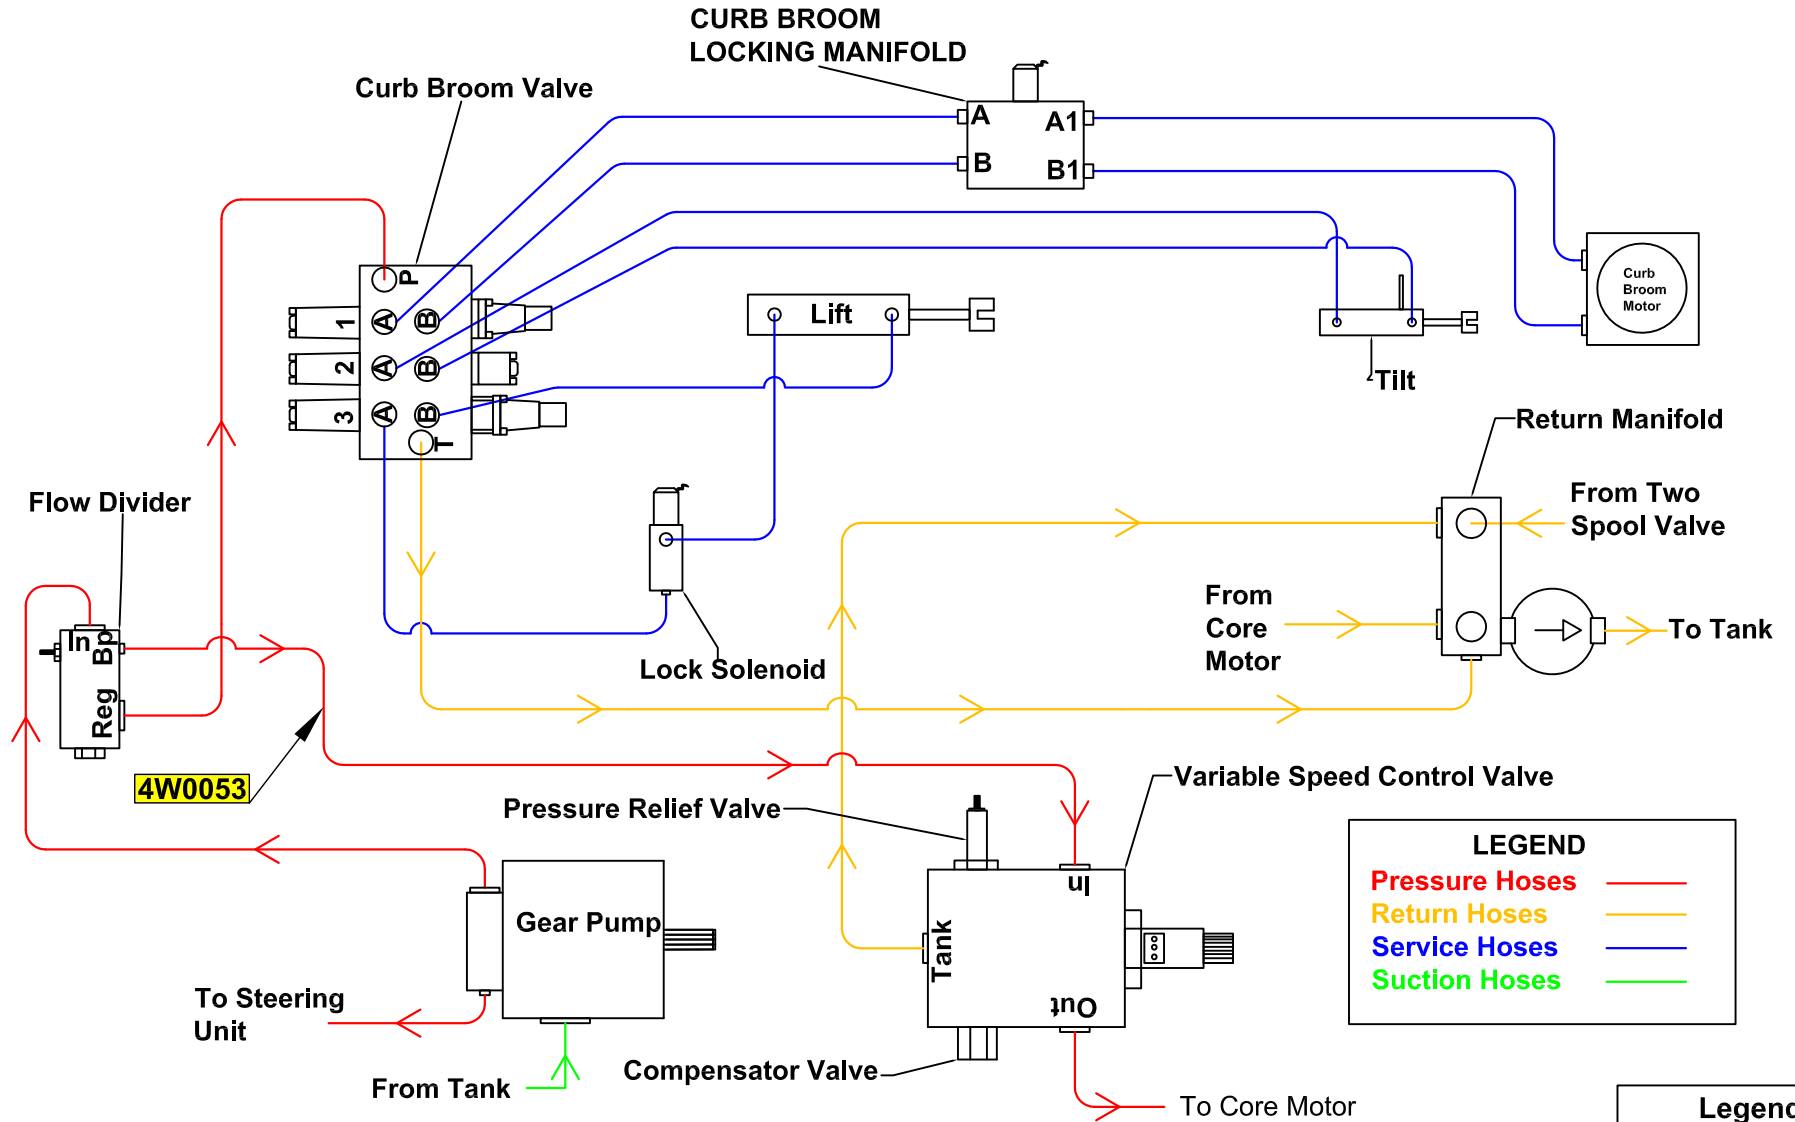 CURB BROOM
LOCKING MANIFOLD
Curb Broom Valve
A
A1
B
B1
P
1
A
B
2
A
B
3
A
B
T
Lift
Curb
Broom
Motor
Tilt
Return Manifold
Flow Divider
From Two
Spool Valve
From
Core
Motor
To Tank
In
Bp
Reg
Lock Solenoid
4W0053
Pressure Relief Valve
Variable Speed Control Valve
In
Tank
Out
Gear Pump
To Steering
Unit
From Tank
Compensator Valve
To Core Motor
LEGEND
Pressure Hoses
Return Hoses
Service Hoses
Suction Hoses
Legend